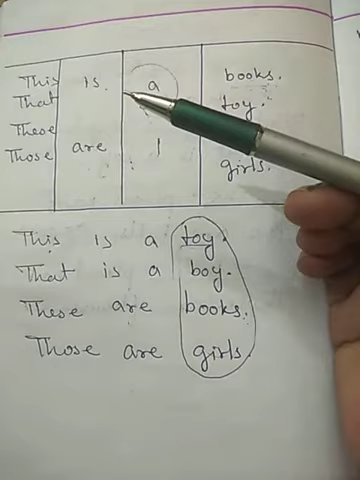 This is. a books.
That toy.
These
Those are girls.
This is a toy.
That is a boy.
These are books.
Those are girls.